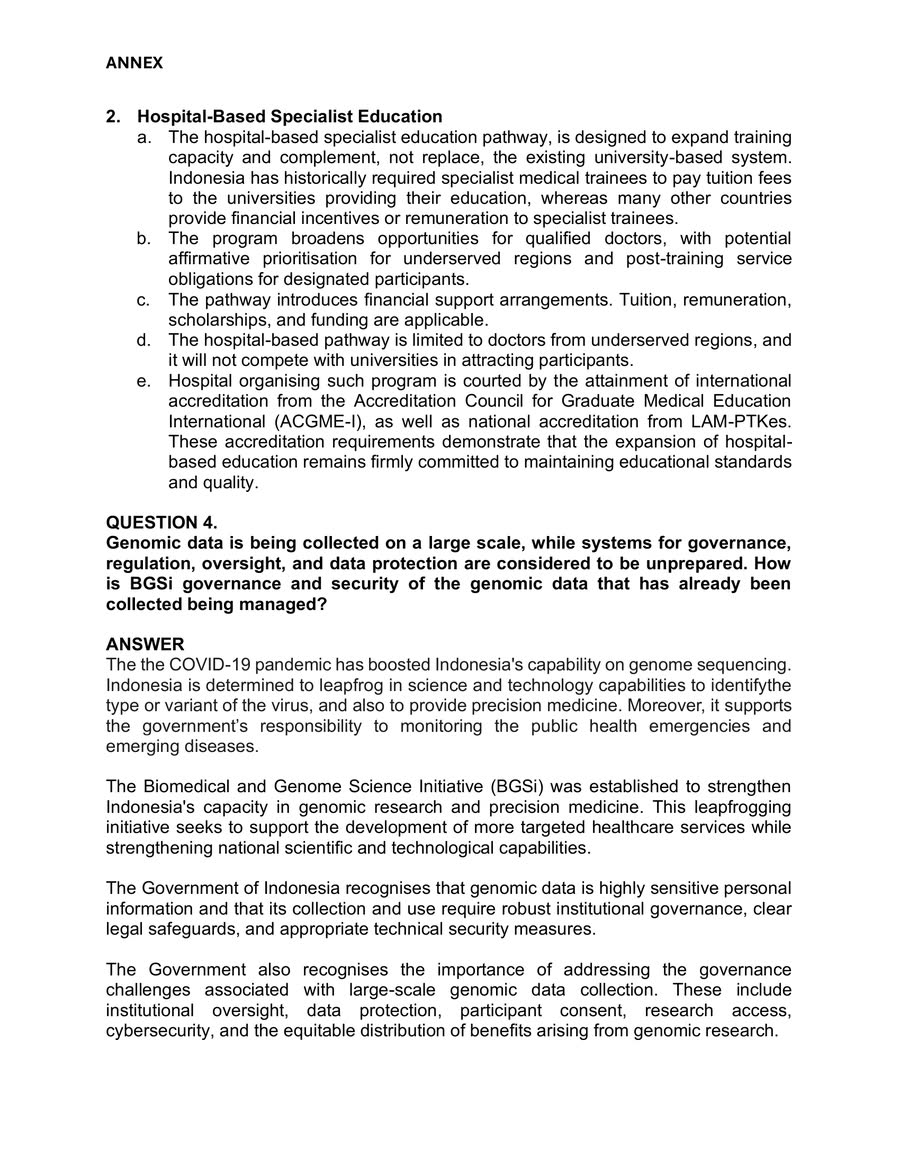 ANNEX
2. Hospital-Based Specialist Education
a. The hospital-based specialist education pathway, is designed to expand training
capacity and complement, not replace, the existing university-based system.
Indonesia has historically required specialist medical trainees to pay tuition fees
to the universities providing their education, whereas many other countries
provide financial incentives or remuneration to specialist trainees.
b. The program broadens opportunities for qualified doctors, with potential
affirmative prioritisation for underserved regions and post-training service
obligations for designated participants.
c. The pathway introduces financial support arrangements. Tuition, remuneration,
scholarships, and funding are applicable.
d. The hospital-based pathway is limited to doctors from underserved regions, and
it will not compete with universities in attracting participants.
e. Hospital organising such program is courted by the attainment of international
accreditation from the Accreditation Council for Graduate Medical Education
International (ACGME-I), as well as national accreditation from LAM-PTKes.
These accreditation requirements demonstrate that the expansion of hospital-
based education remains firmly committed to maintaining educational standards
and quality.
QUESTION 4.
Genomic data is being collected on a large scale, while systems for governance,
regulation, oversight, and data protection are considered to be unprepared. How
is BGSi governance and security of the genomic data that has already been
collected being managed?
ANSWER
The the COVID-19 pandemic has boosted Indonesia's capability on genome sequencing.
Indonesia is determined to leapfrog in science and technology capabilities to identifythe
type or variant of the virus, and also to provide precision medicine. Moreover, it supports
the government’s responsibility to monitoring the public health emergencies and
emerging diseases.
The Biomedical and Genome Science Initiative (BGSi) was established to strengthen
Indonesia's capacity in genomic research and precision medicine. This leapfrogging
initiative seeks to support the development of more targeted healthcare services while
strengthening national scientific and technological capabilities.
The Government of Indonesia recognises that genomic data is highly sensitive personal
information and that its collection and use require robust institutional governance, clear
legal safeguards, and appropriate technical security measures.
The Government also recognises the importance of addressing the governance
challenges associated with large-scale genomic data collection. These include
institutional oversight, data protection, participant consent, research access,
cybersecurity, and the equitable distribution of benefits arising from genomic research.